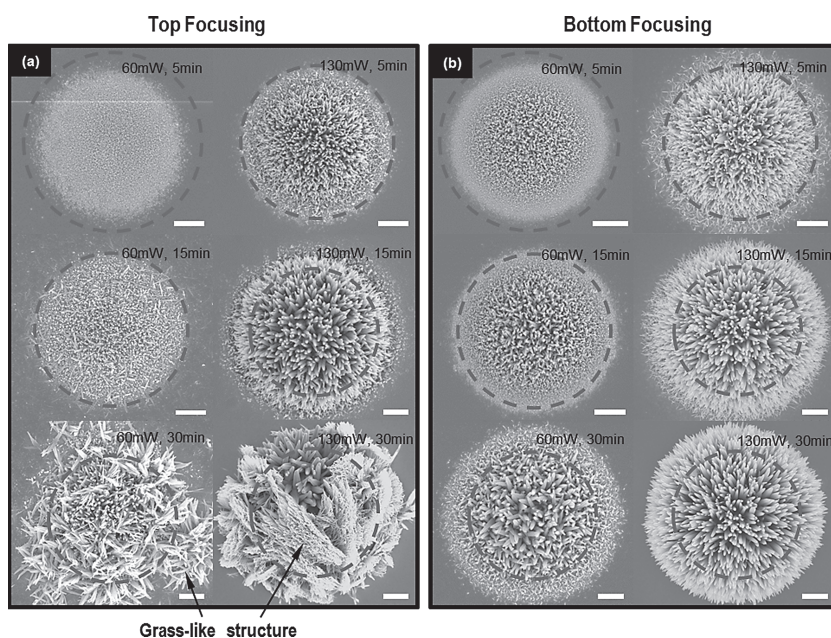 Top Focusing
Bottom Focusing
(a)
60mW, 5min
130mW, 5min
60mW, 15min
130mW, 15min
60mW, 30min
130mW, 30min
(b)
60mW, 5min
130mW, 5min
60mW, 15min
130mW, 15min
60mW, 30min
130mW, 30min
Grass-like structure